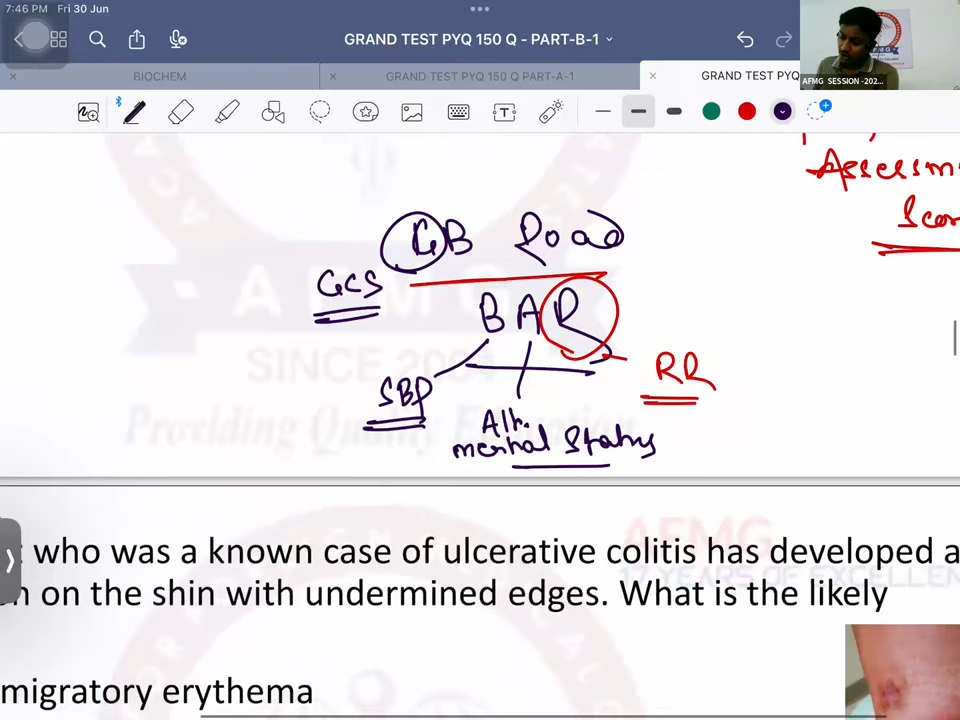 7:46 PM Fri 30 Jun
GRAND TEST PYQ 150 Q - PART-B-1
BIOCHEM
GRAND TEST PYQ 150 Q PART-A-1
GRAND TEST PYQ
AFMG SESSION -202...
Assessm
Scor
GB Road
GCS
BAR
SBP
RR
Alt.
mental Status
SINCE
Providing Quality
AFMG
17 YEARS OF EXCELLEN
who was a known case of ulcerative colitis has developed a
n on the shin with undermined edges. What is the likely
migratory erythema